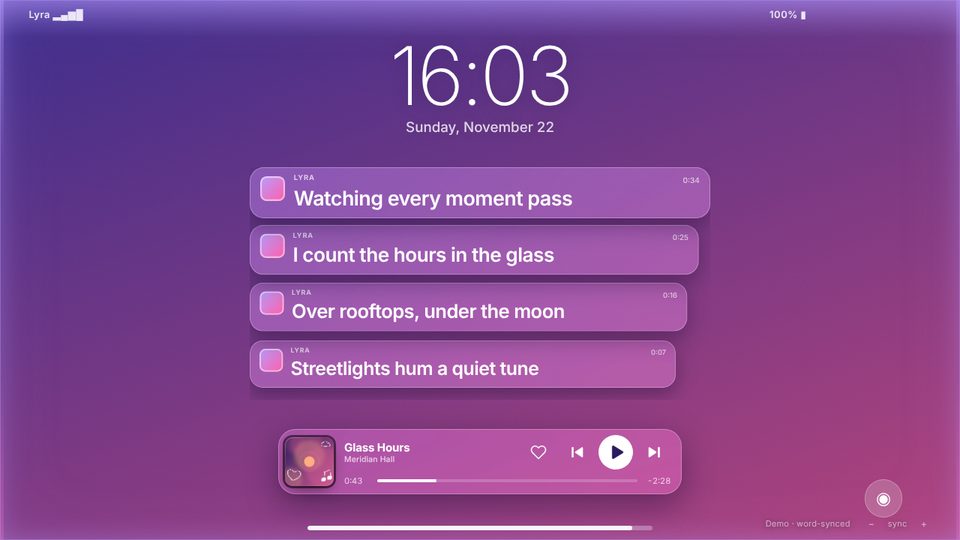 Lyra
100%
16:03
Sunday, November 22
LYRA
0:34
Watching every moment pass
LYRA
0:25
I count the hours in the glass
LYRA
0:16
Over rooftops, under the moon
LYRA
0:07
Streetlights hum a quiet tune
Glass Hours
Meridian Hall
0:43
-2:28
Demo · word-synced − sync +